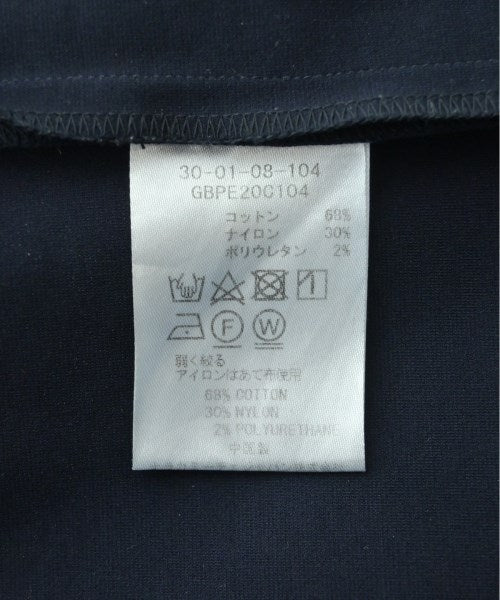 30-01-08-104
GBPE20C104
コットン 68%
ナイロン 30%
ポリウレタン 2%
F W
弱く絞る
アイロンはあて布使用
68% COTTON
30% NYLON
2% POLYURETHANE
中国製